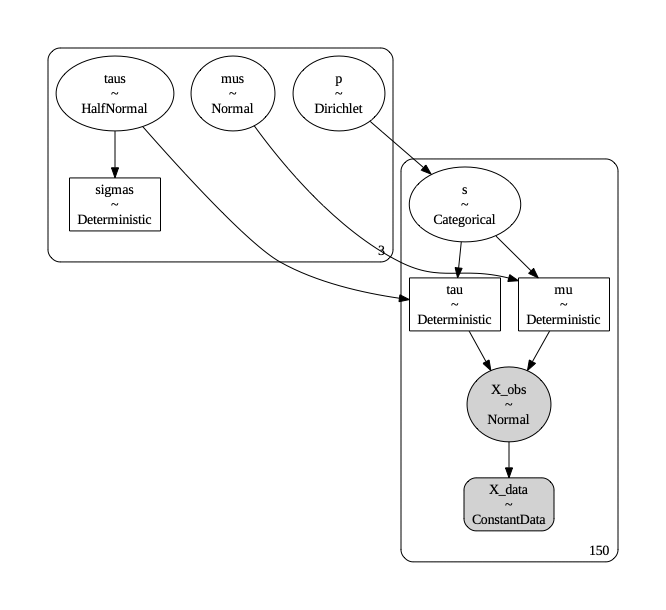 taus
~
HalfNormal
mus
~
Normal
p
~
Dirichlet
sigmas
~
Deterministic
3
s
~
Categorical
tau
~
Deterministic
mu
~
Deterministic
X_obs
~
Normal
X_data
~
ConstantData
150